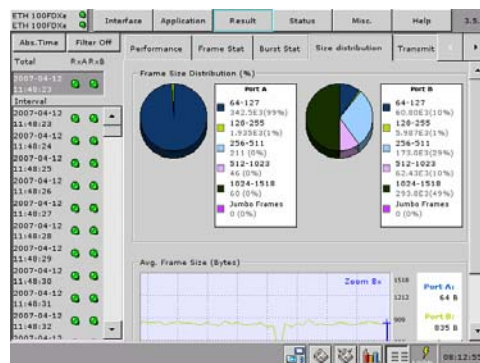 ETH 100FDXe
ETH 100FDXe
Interface Application Result Status Misc. Help 3.5.
Abs.Time Filter Off
Performance Frame Stat Burst Stat Size distribution Transmit
Total RxA RxB
2007-04-12
11:48:23
Interval
2007-04-12
11:48:23
2007-04-12
11:48:24
2007-04-12
11:48:25
2007-04-12
11:48:26
2007-04-12
11:48:27
2007-04-12
11:48:28
2007-04-12
11:48:29
2007-04-12
11:48:30
2007-04-12
11:48:31
2007-04-12
11:48:32
2007-04-12
Frame Size Distribution (%)
Port A
64-127
342.5E3(99%)
128-255
1.935E3(1%)
256-511
211 (0%)
512-1023
46 (0%)
1024-1518
60 (0%)
Jumbo Frames
0 (0%)
Port B
64-127
60.80E3(10%)
128-255
5.987E3(1%)
256-511
173.0E3(29%)
512-1023
62.43E3(10%)
1024-1518
293.8E3(49%)
Jumbo Frames
0 (0%)
Avg. Frame Size (Bytes)
Zoom 8x
1518
1212
909
Port A:
64 B
Port B:
835 B
08:12:55